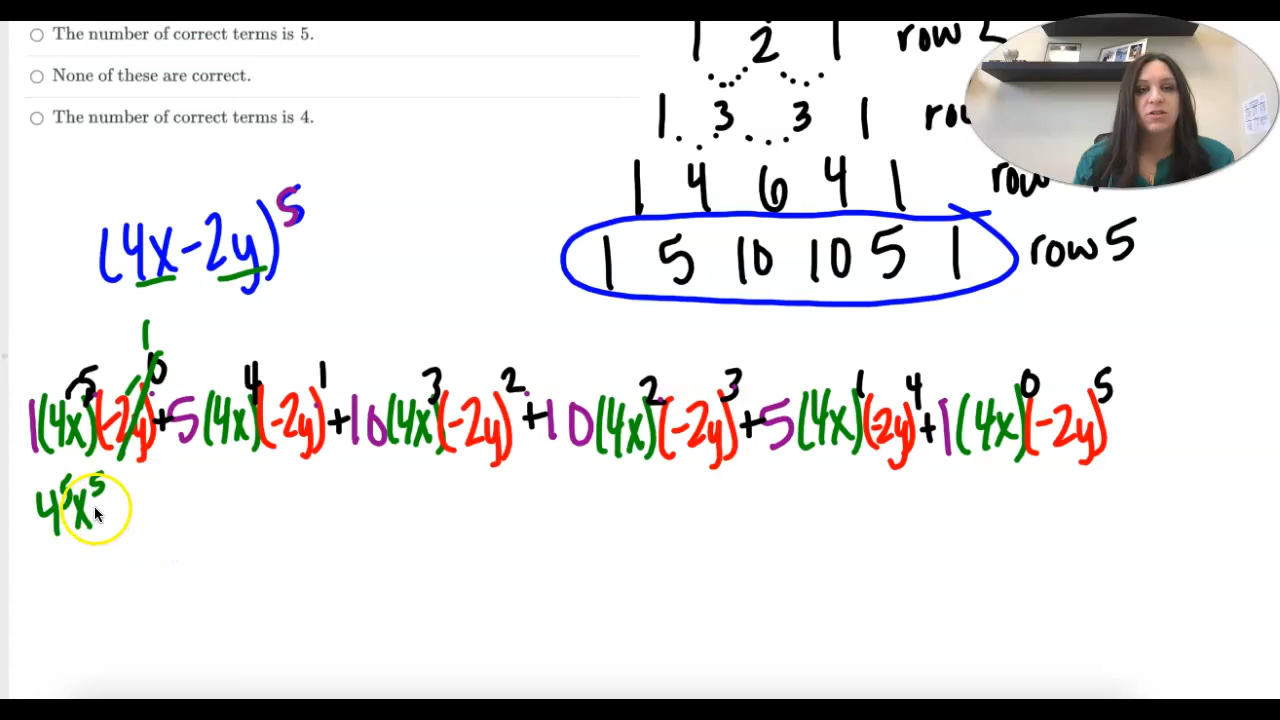 The number of correct terms is 5.
None of these are correct.
The number of correct terms is 4.
1 2 1 row 2
1 3 3 1
1 4 6 4 1 row
1 5 10 10 5 1 row 5
(4x-2y)^5
1
1(4x)^5(-2y)^0+5(4x)^4(-2y)^1+10(4x)^3(-2y)^2+10(4x)^2(-2y)^3+5(4x)^1(-2y)^4+1(4x)^0(-2y)^5
4^5x^5